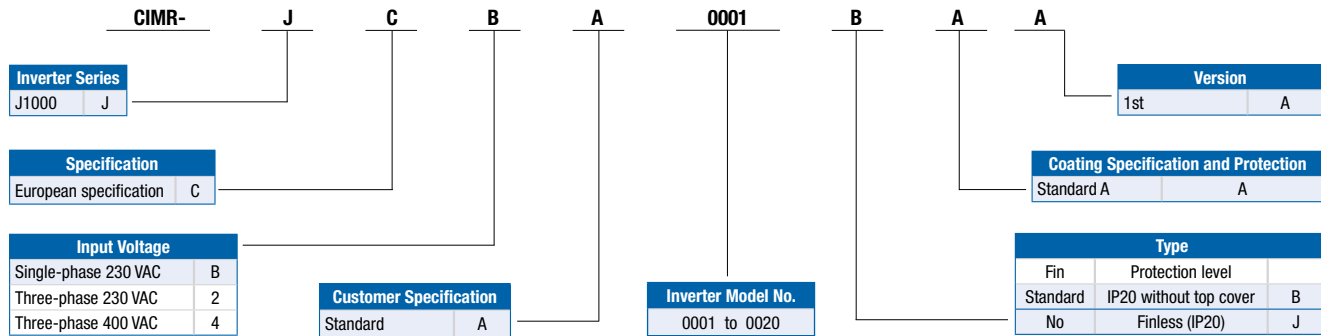 CIMR- J C B A 0001 B A A
Inverter Series
J1000 J
Specification
European specification C
Input Voltage
Single-phase 230 VAC B
Three-phase 230 VAC 2
Three-phase 400 VAC 4
Customer Specification
Standard A
Inverter Model No.
0001 to 0020
Version
1st A
Coating Specification and Protection
Standard A A
Type
Fin Protection level
Standard IP20 without top cover B
No Finless (IP20) J